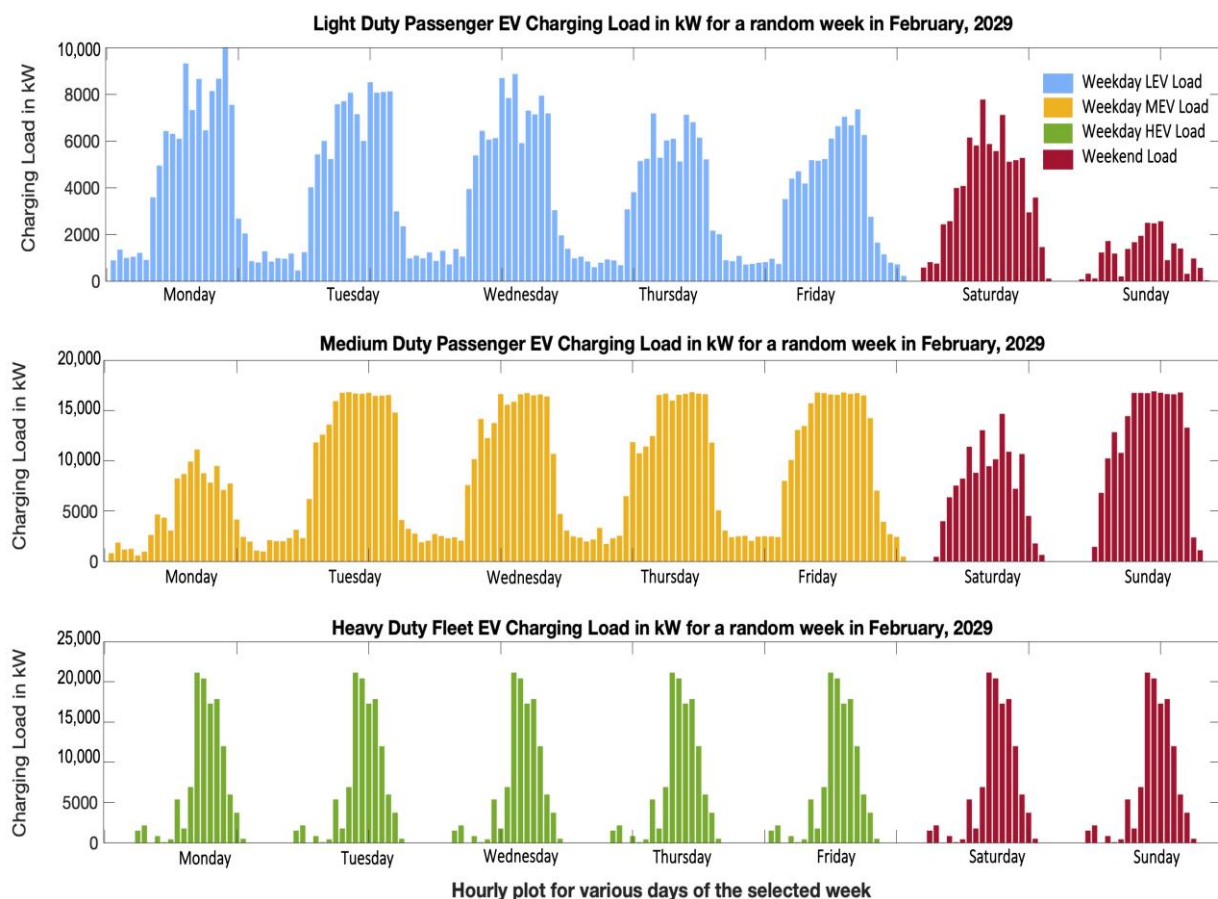 Light Duty Passenger EV Charging Load in kW for a random week in February, 2029
Charging Load in kW
10,000
8000
6000
4000
2000
0
Weekday LEV Load
Weekday MEV Load
Weekday HEV Load
Weekend Load
Monday Tuesday Wednesday Thursday Friday Saturday Sunday
Medium Duty Passenger EV Charging Load in kW for a random week in February, 2029
Charging Load in kW
20,000
15,000
10,000
5000
0
Monday Tuesday Wednesday Thursday Friday Saturday Sunday
Heavy Duty Fleet EV Charging Load in kW for a random week in February, 2029
Charging Load in kW
25,000
20,000
15,000
10,000
5000
0
Monday Tuesday Wednesday Thursday Friday Saturday Sunday
Hourly plot for various days of the selected week